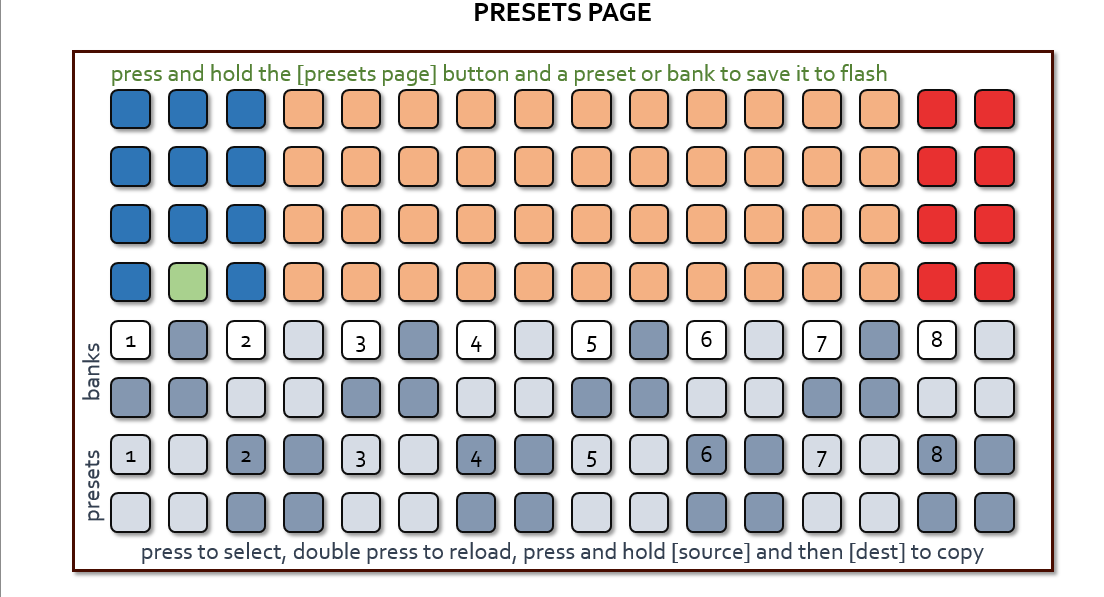 PRESETS PAGE
press and hold the [presets page] button and a preset or bank to save it to flash
banks
1 2 3 4 5 6 7 8
presets
1 2 3 4 5 6 7 8
press to select, double press to reload, press and hold [source] and then [dest] to copy